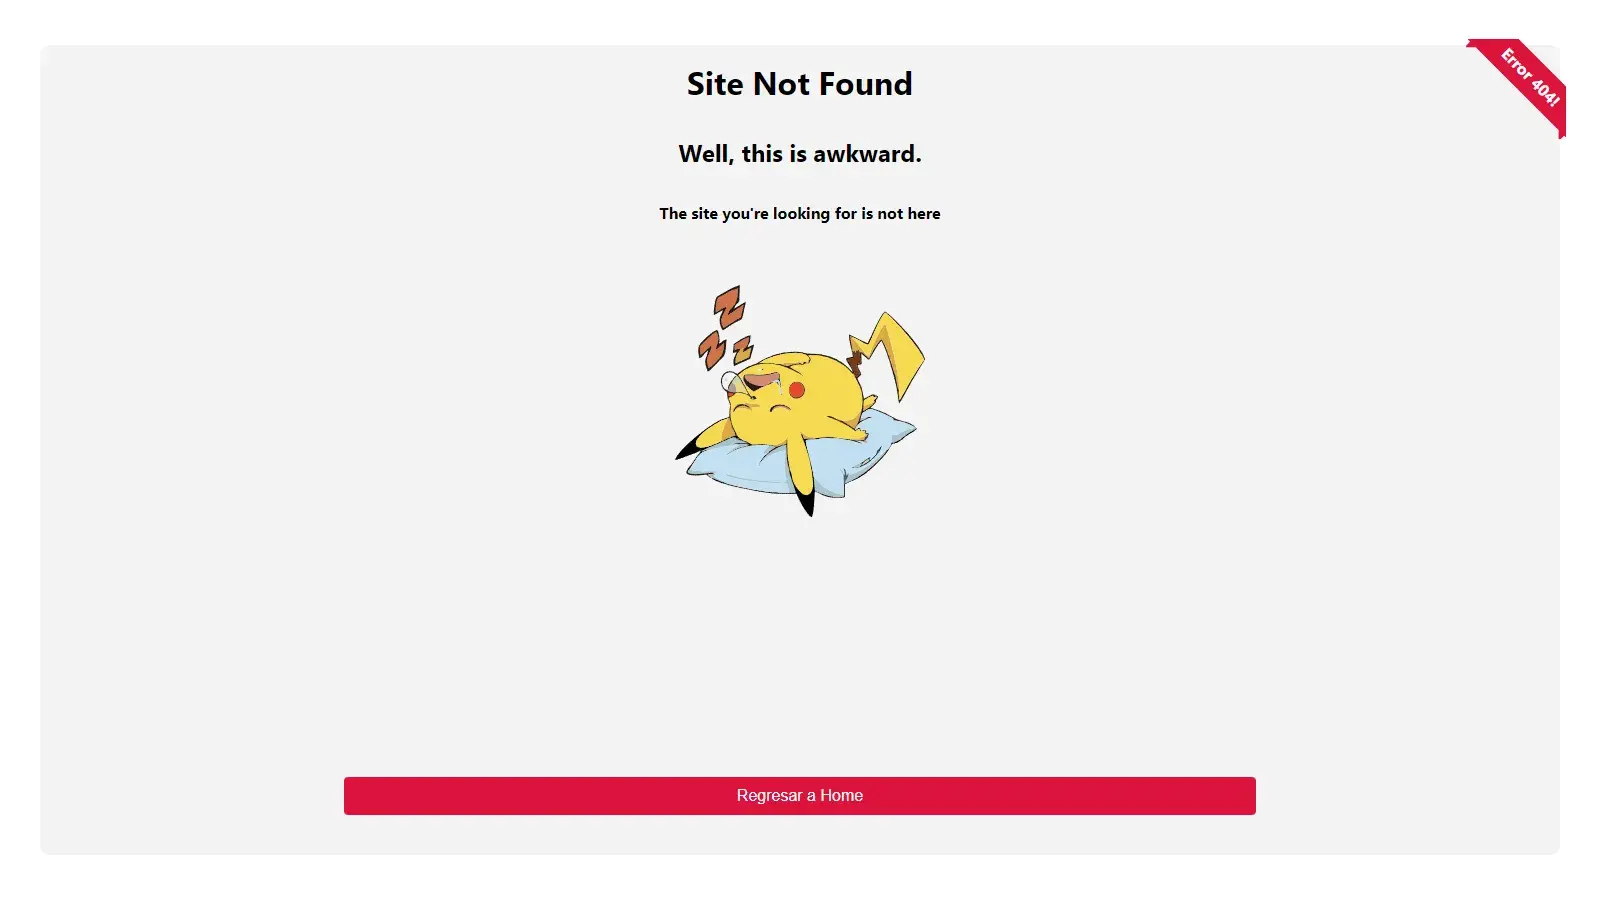 Error 404!
Site Not Found
Well, this is awkward.
The site you're looking for is not here
Z
Z
Z
Regresar a Home